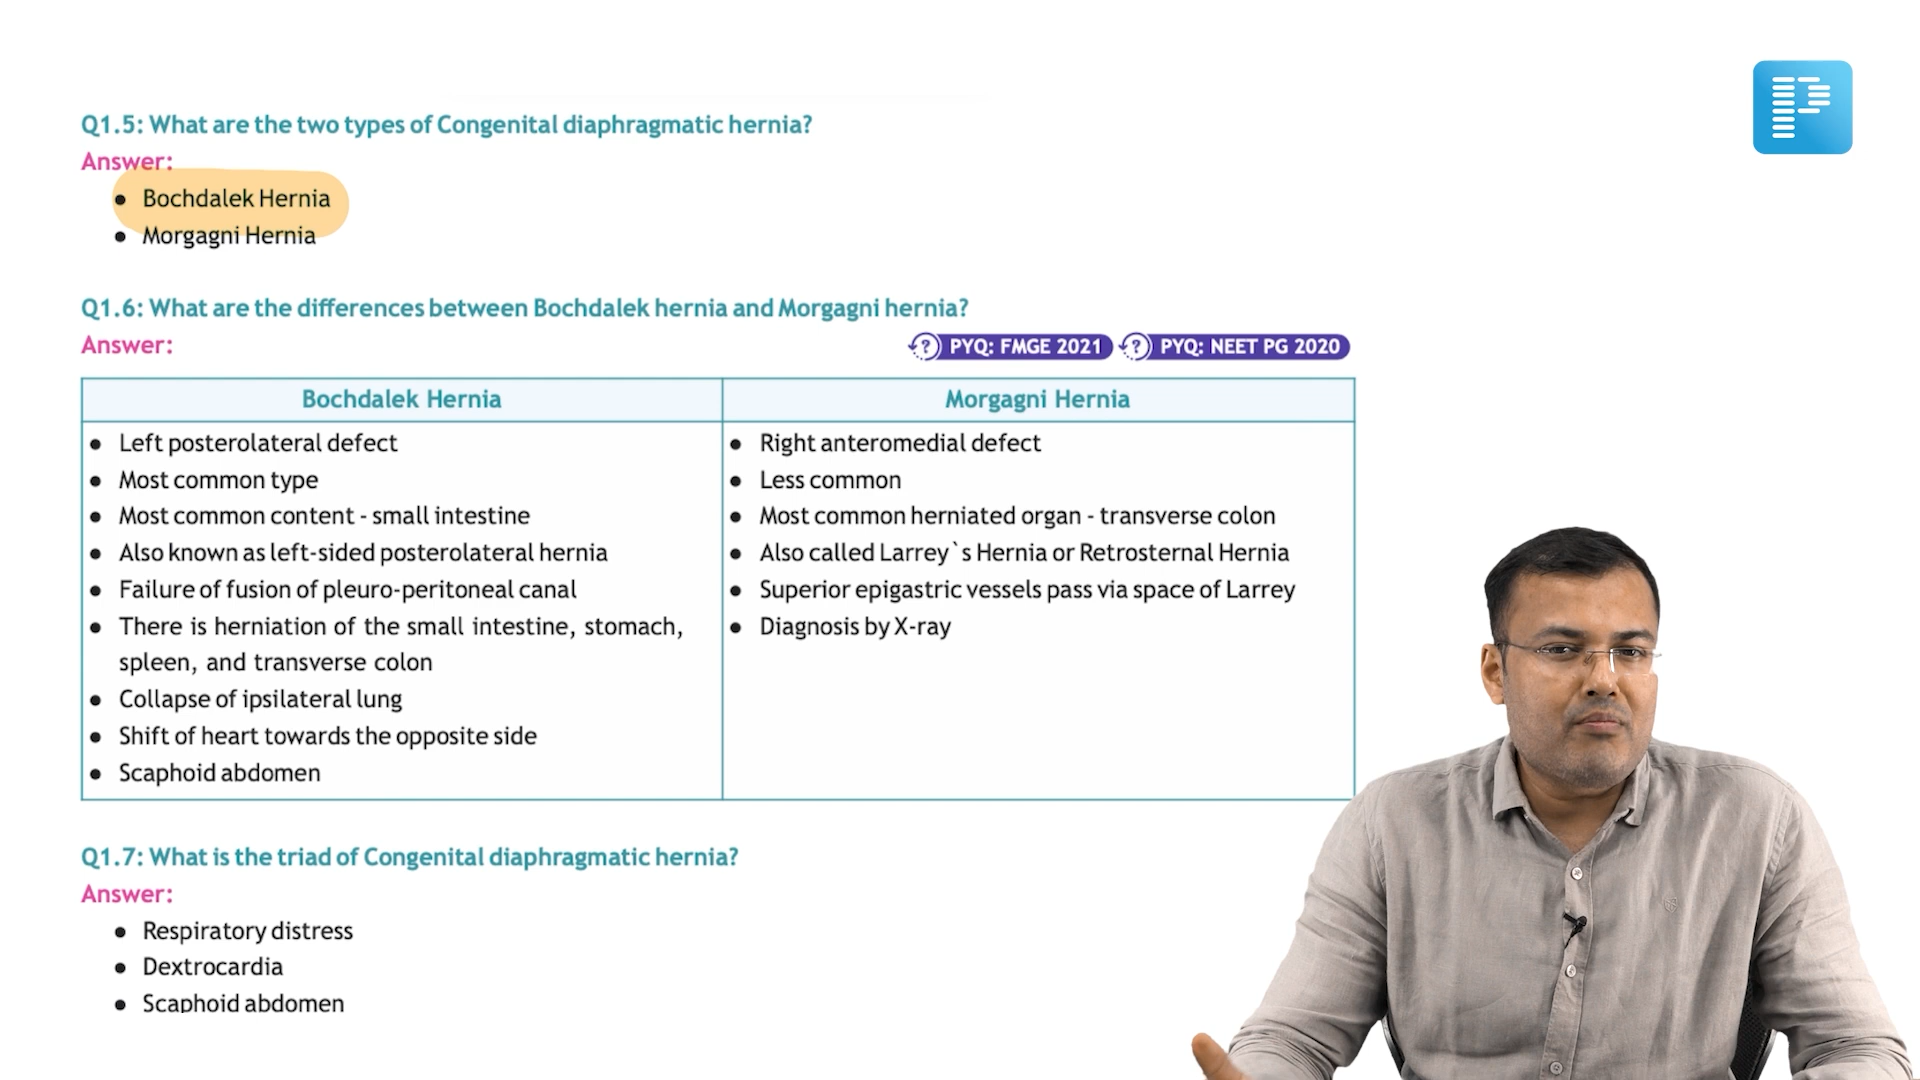 Q1.5: What are the two types of Congenital diaphragmatic hernia?
Answer:
● Bochdalek Hernia
● Morgagni Hernia
Q1.6: What are the differences between Bochdalek hernia and Morgagni hernia?
Answer:
PYQ: FMGE 2021 PYQ: NEET PG 2020
Bochdalek Hernia
● Left posterolateral defect
● Most common type
● Most common content - small intestine
● Also known as left-sided posterolateral hernia
● Failure of fusion of pleuro-peritoneal canal
● There is herniation of the small intestine, stomach,
spleen, and transverse colon
● Collapse of ipsilateral lung
● Shift of heart towards the opposite side
● Scaphoid abdomen
Morgagni Hernia
● Right anteromedial defect
● Less common
● Most common herniated organ - transverse colon
● Also called Larrey`s Hernia or Retrosternal Hernia
● Superior epigastric vessels pass via space of Larrey
● Diagnosis by X-ray
Q1.7: What is the triad of Congenital diaphragmatic hernia?
Answer:
● Respiratory distress
● Dextrocardia
● Scaphoid abdomen